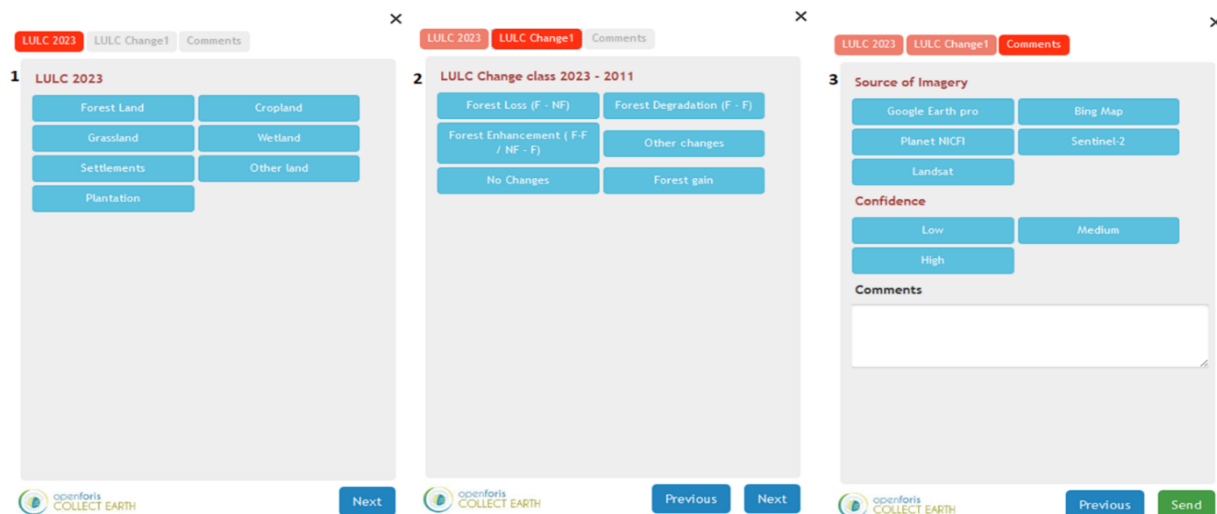 LULC 2023 LULC Change1 Comments
1 LULC 2023
Forest Land Cropland
Grassland Wetland
Settlements Other land
Plantation
openforis
COLLECT EARTH
Next
LULC 2023 LULC Change1 Comments
2 LULC Change class 2023 - 2011
Forest Loss (F - NF) Forest Degradation (F - F)
Forest Enhancement ( F-F
/ NF - F)
Other changes
No Changes Forest gain
openforis
COLLECT EARTH
Previous Next
LULC 2023 LULC Change1 Comments
3 Source of Imagery
Google Earth pro Bing Map
Planet NICFI Sentinel-2
Landsat
Confidence
Low Medium
High
Comments
openforis
COLLECT EARTH
Previous Send